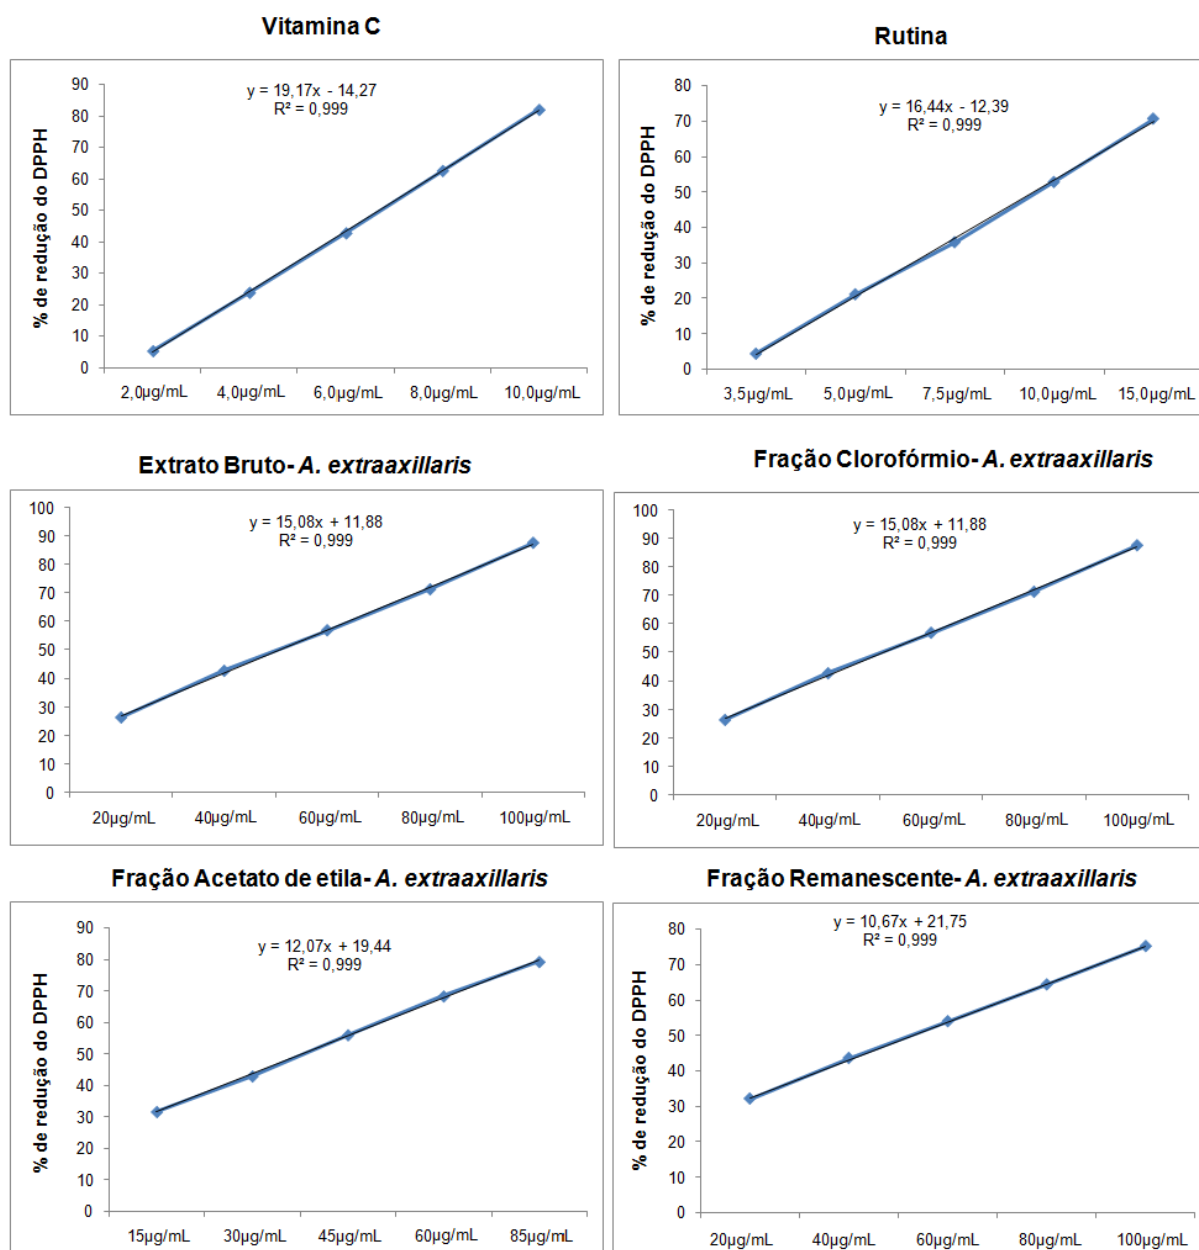 Vitamina C
% de redução do DPPH
y = 19,17x - 14,27
R² = 0,999
90
80
70
60
50
40
30
20
10
0
2,0µg/mL 4,0µg/mL 6,0µg/mL 8,0µg/mL 10,0µg/mL
Rutina
% de redução do DPPH
y = 16,44x - 12,39
R² = 0,999
80
70
60
50
40
30
20
10
0
3,5µg/mL 5,0µg/mL 7,5µg/mL 10,0µg/mL 15,0µg/mL
Extrato Bruto- A. extraaxillaris
y = 15,08x + 11,88
R² = 0,999
100
90
80
70
60
50
40
30
20
10
0
20µg/mL 40µg/mL 60µg/mL 80µg/mL 100µg/mL
Fração Clorofórmio- A. extraaxillaris
y = 15,08x + 11,88
R² = 0,999
100
90
80
70
60
50
40
30
20
10
0
20µg/mL 40µg/mL 60µg/mL 80µg/mL 100µg/mL
Fração Acetato de etila- A. extraaxillaris
% de redução do DPPH
y = 12,07x + 19,44
R² = 0,999
90
80
70
60
50
40
30
20
10
0
15µg/mL 30µg/mL 45µg/mL 60µg/mL 85µg/mL
Fração Remanescente- A. extraaxillaris
% de redução do DPPH
y = 10,67x + 21,75
R² = 0,999
80
70
60
50
40
30
20
10
0
20µg/mL 40µg/mL 60µg/mL 80µg/mL 100µg/mL